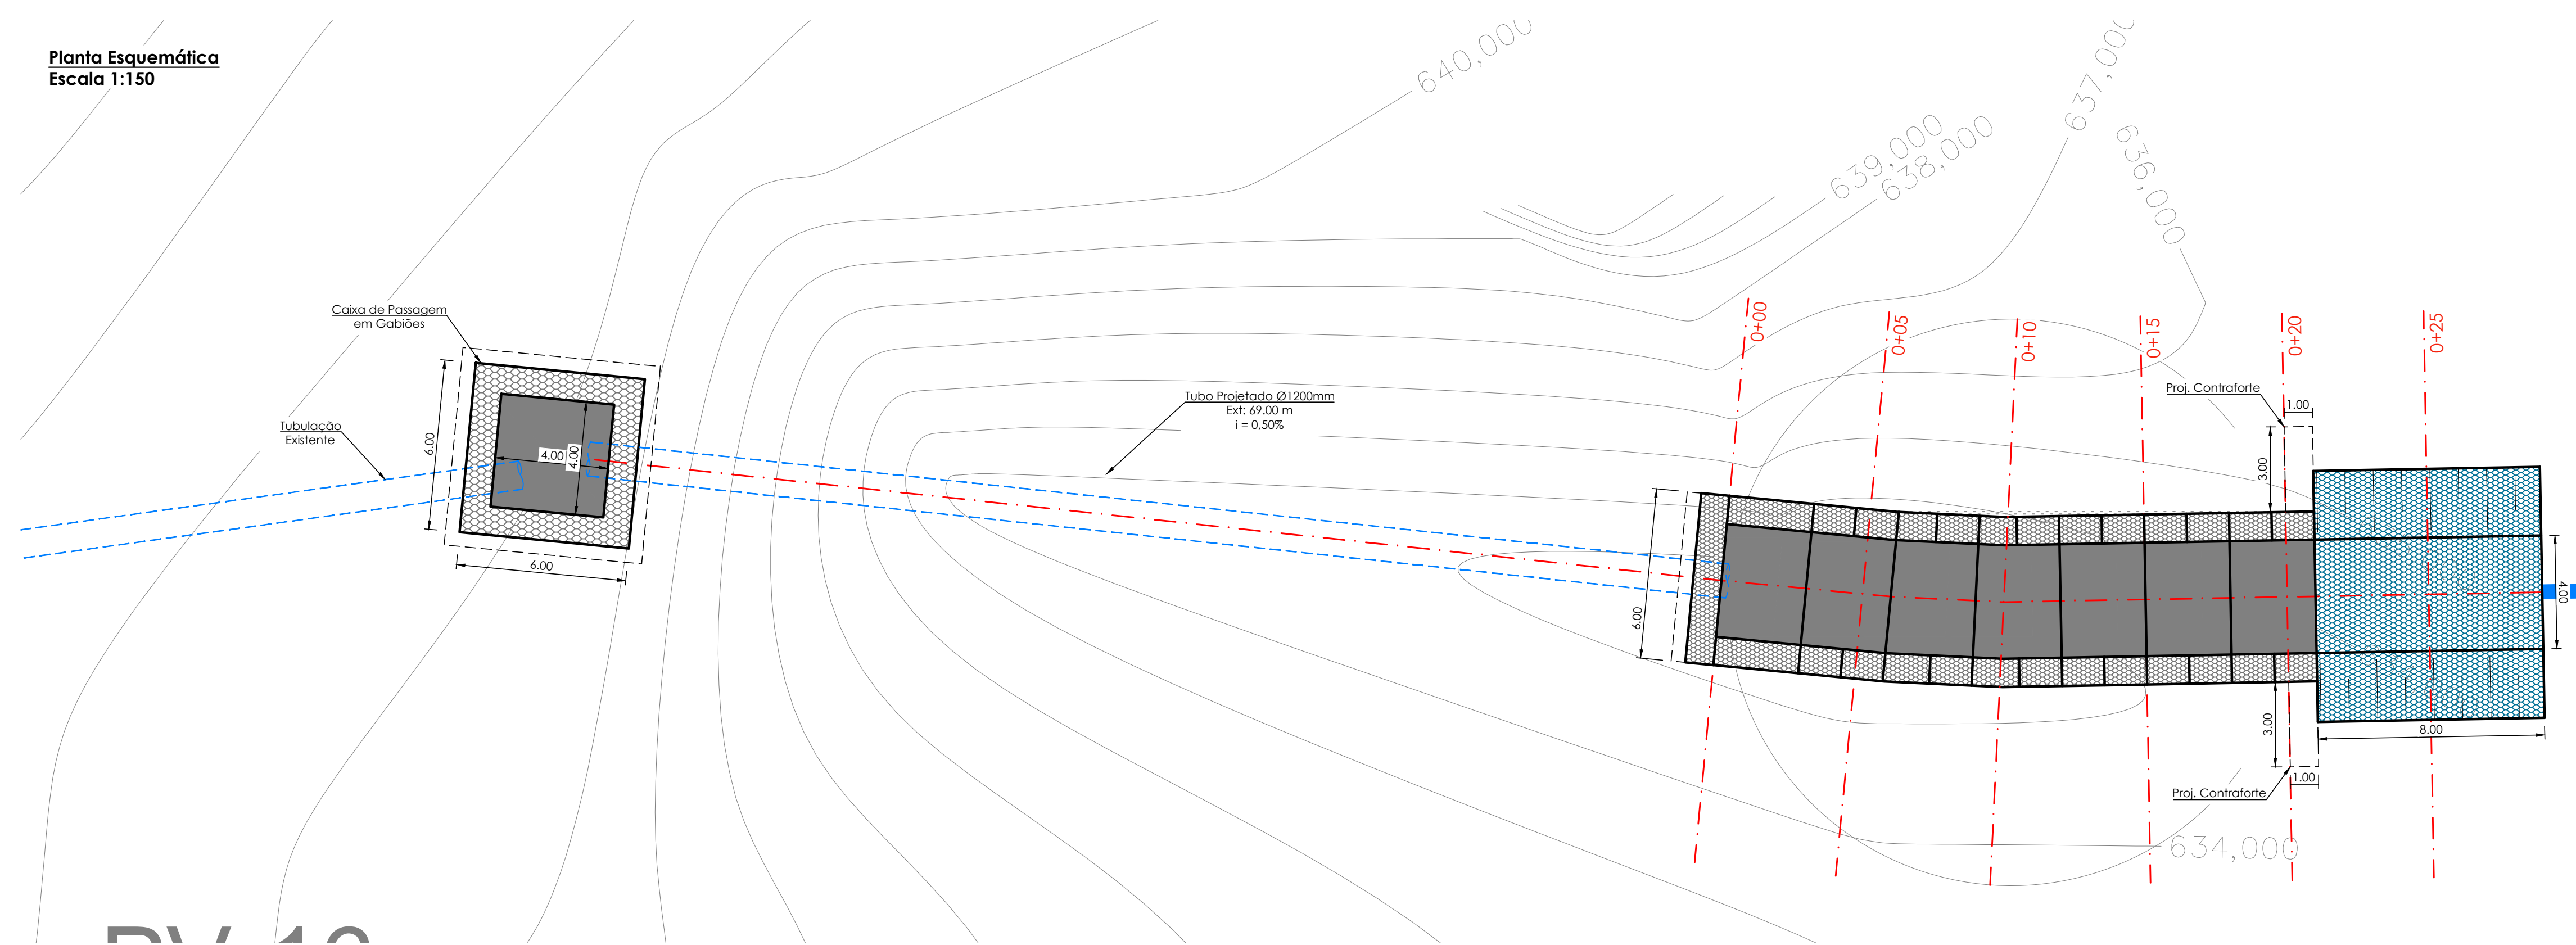 Planta Esquemática
Escala 1:150
640,000
637,000
639,000
638,000
636,000
Caixa de Passagem
em Gabiões
6.00
4.00
4.00
6.00
Tubulação
Existente
Tubo Projetado Ø1200mm
Ext: 69.00 m
i = 0,50%
0+00
0+05
0+10
0+15
0+20
0+25
Proj. Contraforte
1.00
3.00
6.00
4.00
8.00
3.00
1.00
Proj. Contraforte
634,000